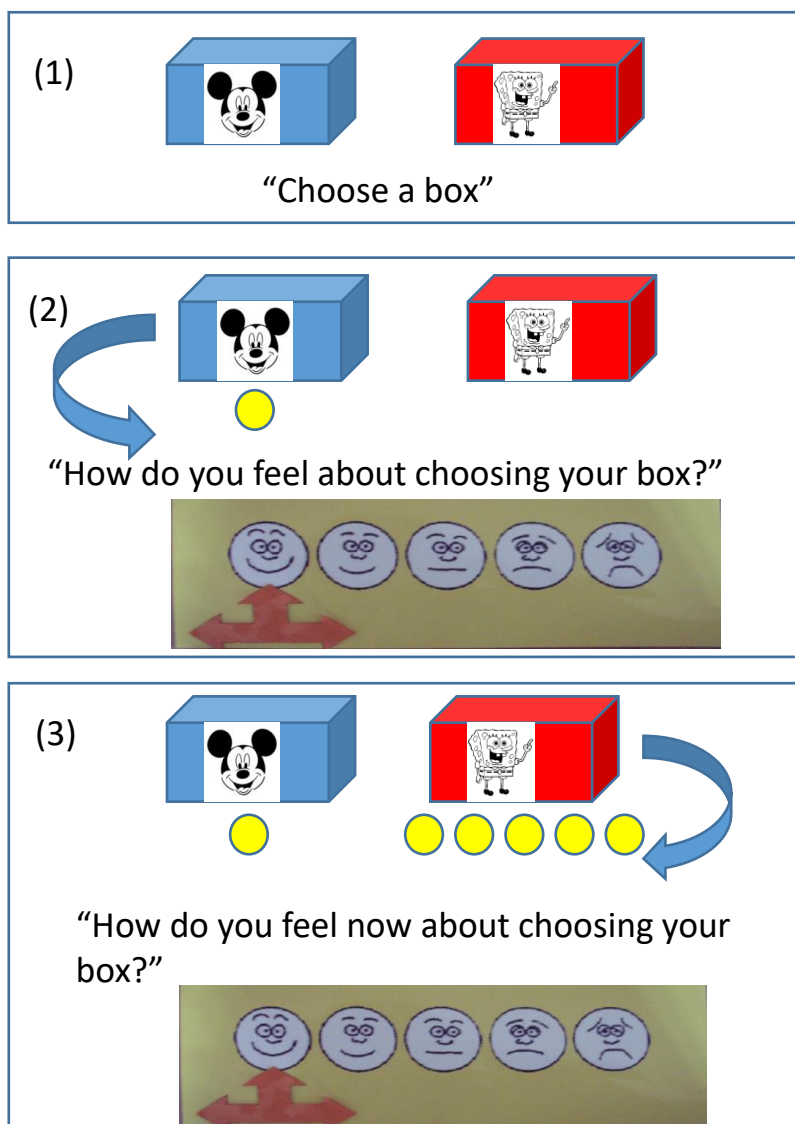 (1)
“Choose a box”
(2)
“How do you feel about choosing your box?”
(3)
“How do you feel now about choosing your
box?”